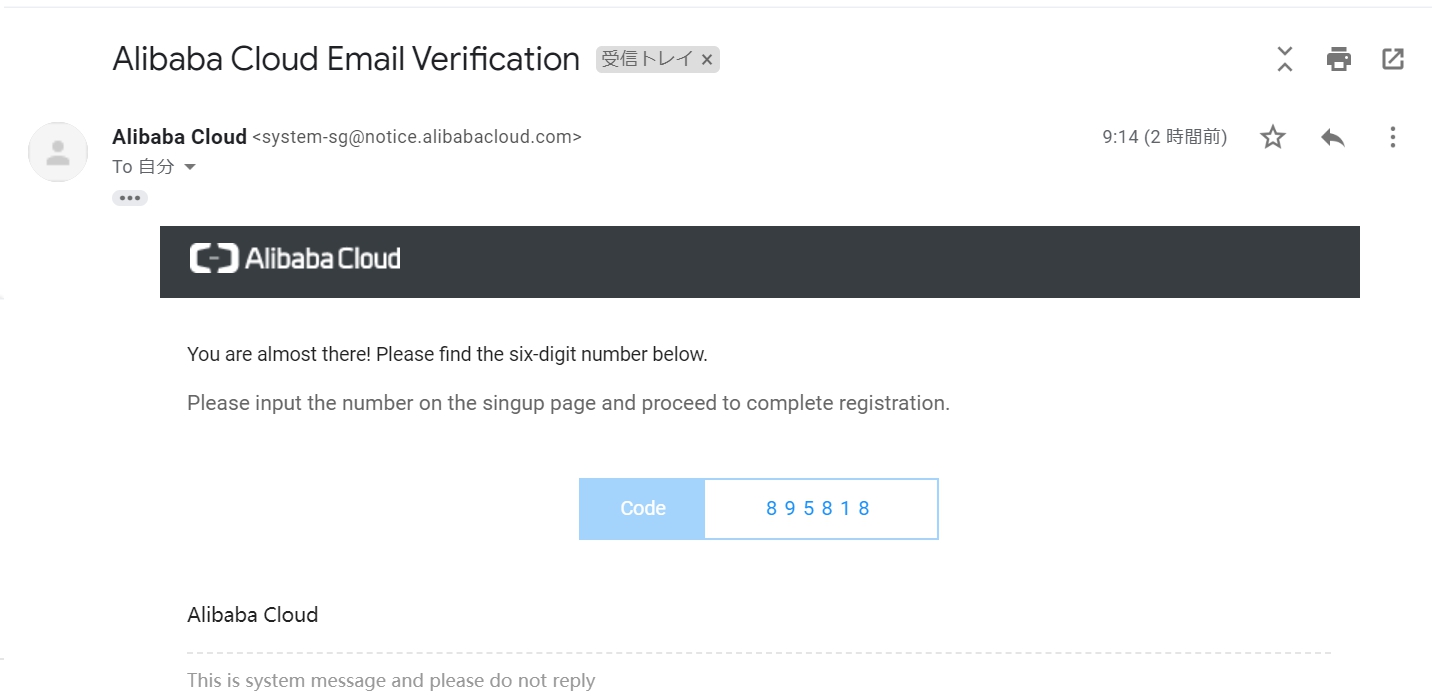 Alibaba Cloud Email Verification 受信トレイ ×
Alibaba Cloud <system-sg@notice.alibabacloud.com> 9:14 (2 時間前)
To 自分
Alibaba Cloud
You are almost there! Please find the six-digit number below.
Please input the number on the singup page and proceed to complete registration.
Code 8 9 5 8 1 8
Alibaba Cloud
This is system message and please do not reply